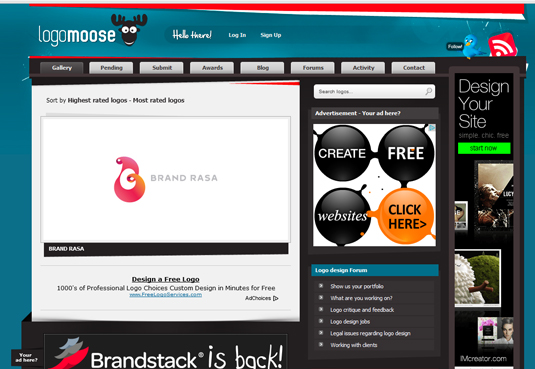 logomoose
Hello there!
Log In
Sign Up
Follow
Gallery
Pending
Submit
Awards
Blog
Forums
Activity
Contact
Sort by Highest rated logos - Most rated logos
BRAND RASA
BRAND RASA
Design a Free Logo
1000's of Professional Logo Choices Custom Design in Minutes for Free
www.FreeLogoServices.com
AdChoices
Your
ad here?
Brandstack® is back!
Search logos...
Advertisement - Your ad here?
CREATE
FREE
websites
CLICK
HERE>
Logo design Forum
Show us your portfolio
What are you working on?
Logo critique and feedback
Logo design jobs
Legal issues regarding logo design
Working with clients
Design
Your
Site
simple. chic. free
start now
LUCY
IMcreator.com